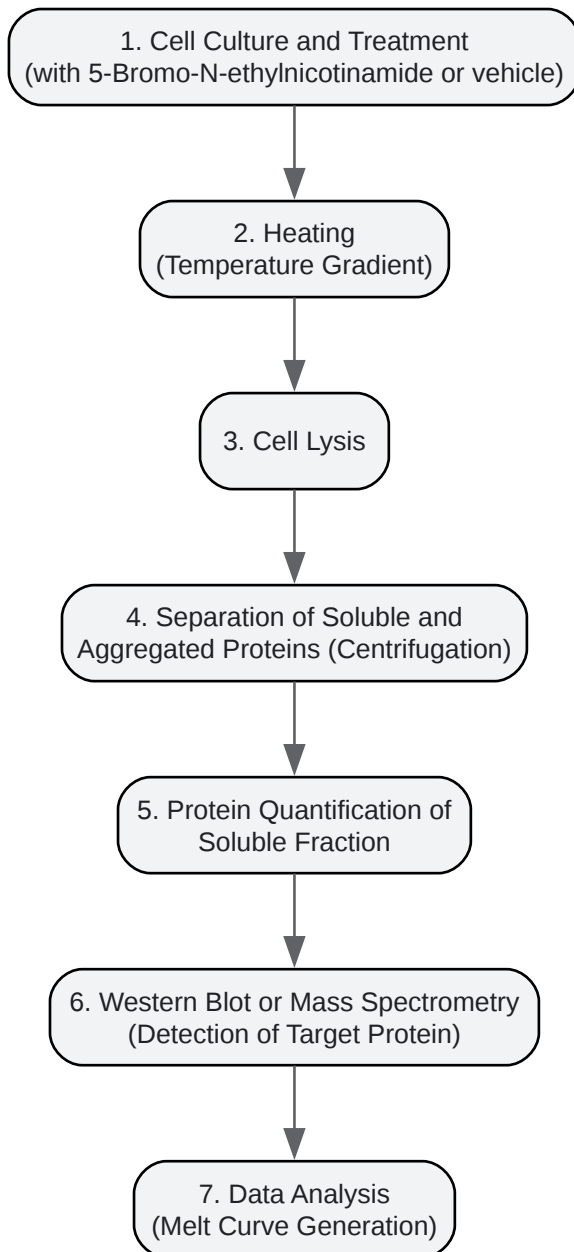 1. Cell Culture and Treatment
(with 5-Bromo-N-ethylnicotinamide or vehicle)
2. Heating
(Temperature Gradient)
3. Cell Lysis
4. Separation of Soluble and
Aggregated Proteins (Centrifugation)
5. Protein Quantification of
Soluble Fraction
6. Western Blot or Mass Spectrometry
(Detection of Target Protein)
7. Data Analysis
(Melt Curve Generation)